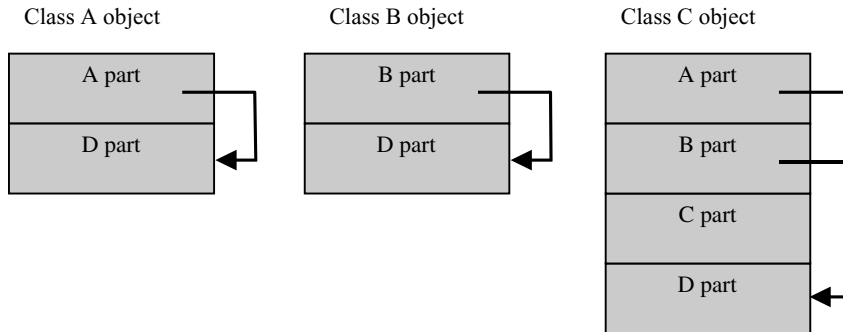 Class A object
A part
D part
Class B object
B part
D part
Class C object
A part
B part
C part
D part